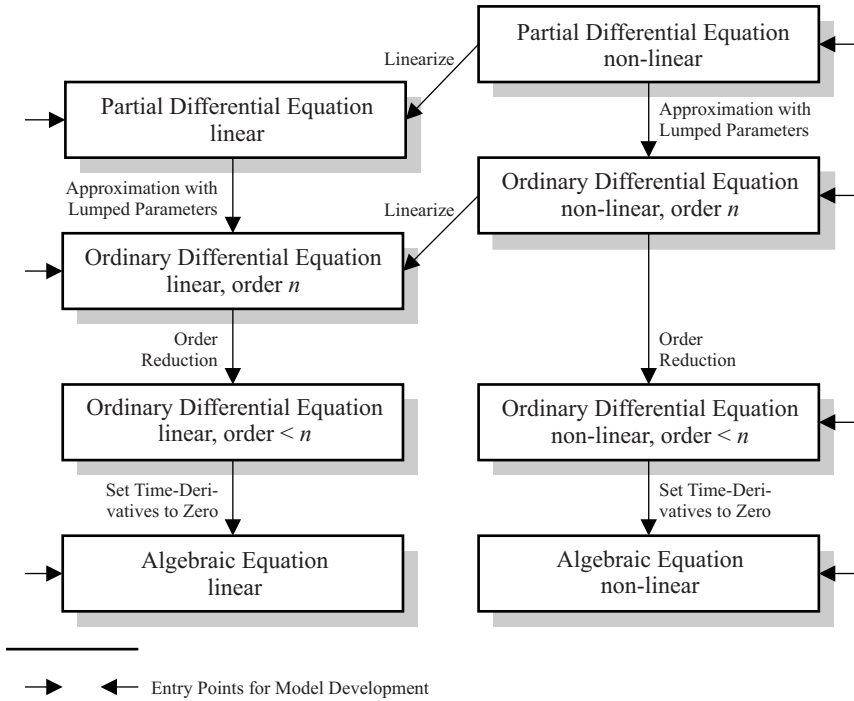 Partial Differential Equation
non-linear
Linearize
Partial Differential Equation
linear
Approximation with
Lumped Parameters
Approximation with
Lumped Parameters
Ordinary Differential Equation
non-linear, order n
Linearize
Ordinary Differential Equation
linear, order n
Order
Reduction
Order
Reduction
Ordinary Differential Equation
linear, order < n
Ordinary Differential Equation
non-linear, order < n
Set Time-Deri-
vatives to Zero
Set Time-Deri-
vatives to Zero
Algebraic Equation
linear
Algebraic Equation
non-linear
Entry Points for Model Development